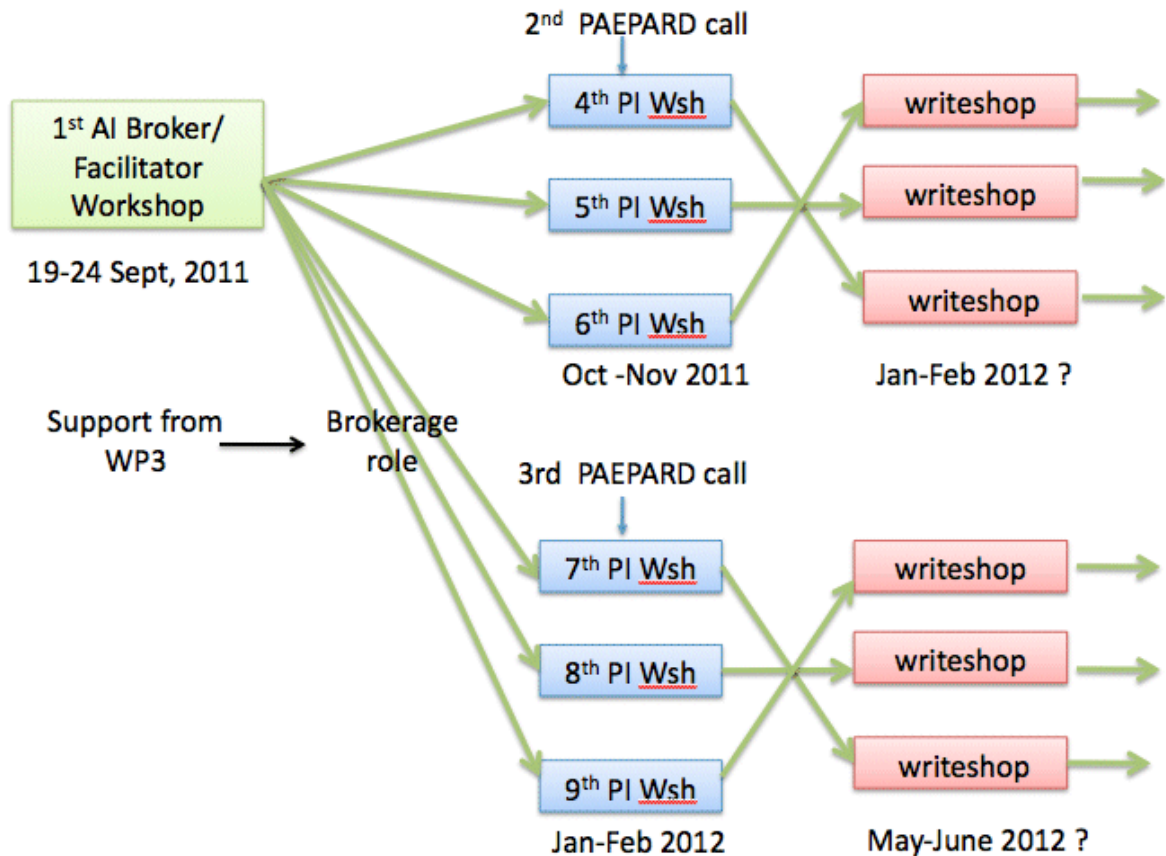 2nd PAEPARD call
1st AI Broker/
Facilitator
Workshop
19-24 Sept, 2011
4th PI Wsh
5th PI Wsh
6th PI Wsh
Oct -Nov 2011
writeshop
writeshop
writeshop
Jan-Feb 2012 ?
Support from
WP3
Brokerage
role
3rd PAEPARD call
7th PI Wsh
8th PI Wsh
9th PI Wsh
Jan-Feb 2012
writeshop
writeshop
writeshop
May-June 2012 ?